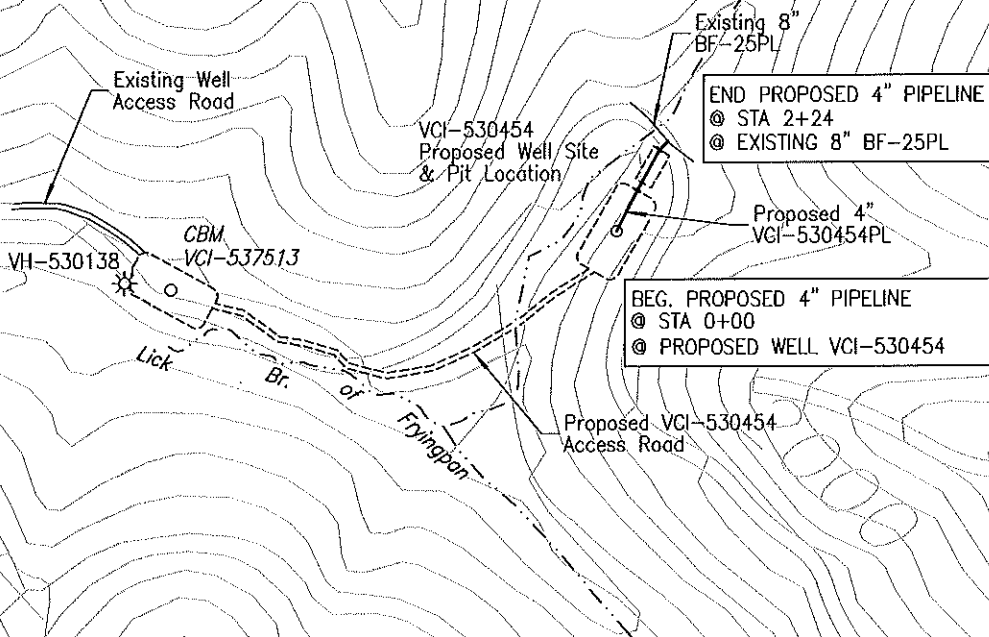 Existing 8"
BF-25PL
Existing Well
Access Road
END PROPOSED 4" PIPELINE
@ STA 2+24
@ EXISTING 8" BF-25PL
VCI-530454
Proposed Well Site
& Pit Location
Proposed 4"
VCI-530454PL
CBM
VCI-537513
VH-530138
BEG. PROPOSED 4" PIPELINE
@ STA 0+00
@ PROPOSED WELL VCI-530454
Lick Br. of Fryingpan
Proposed VCI-530454
Access Road